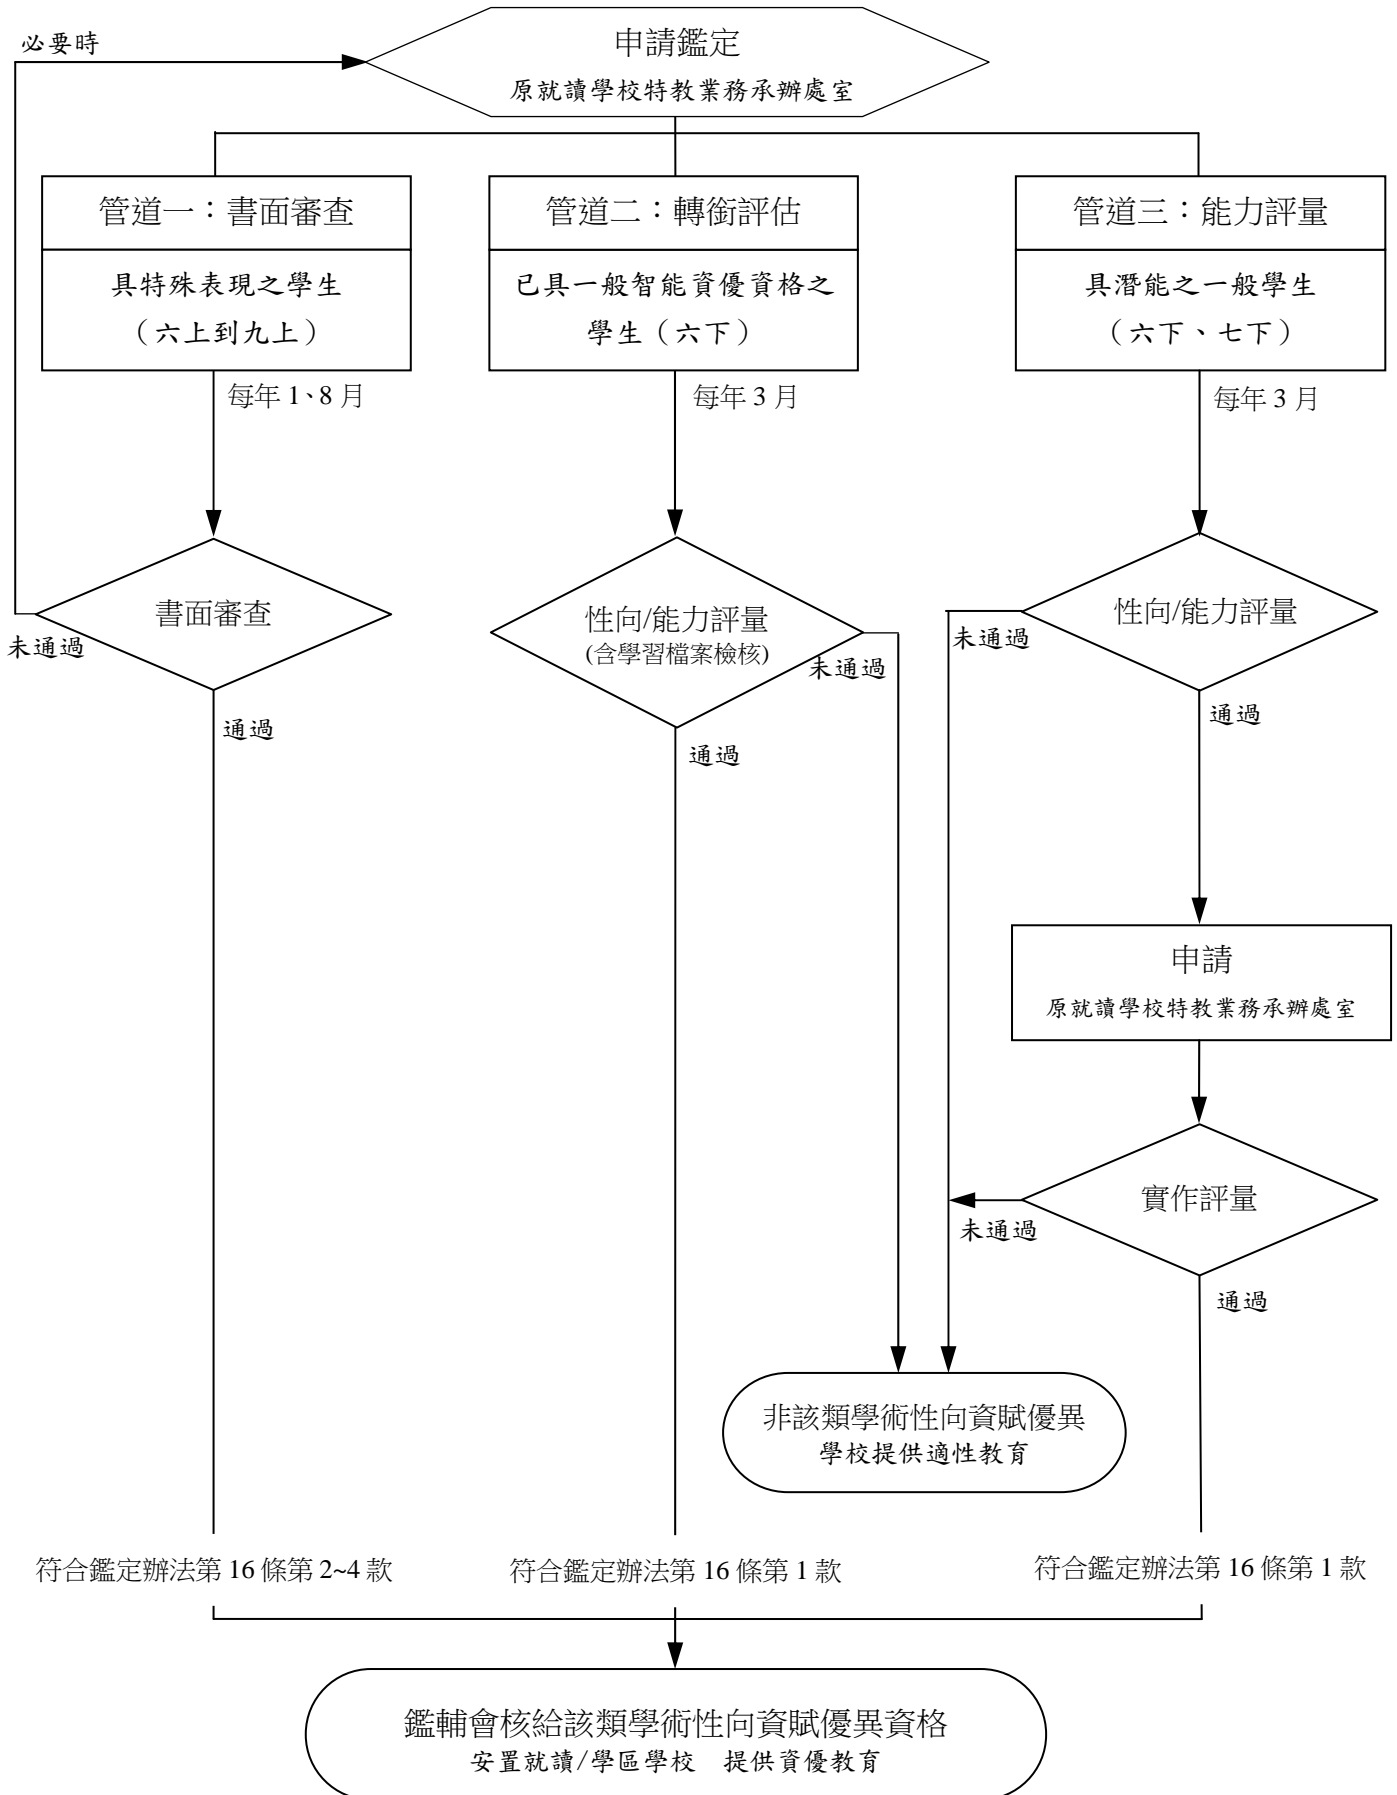 必要時
申請鑑定
原就讀學校特教業務承辦處室
管道一：書面審查
具特殊表現之學生
（六上到九上）
每年 1、8 月
管道二：轉銜評估
已具一般智能資優資格之
學生（六下）
每年 3 月
管道三：能力評量
具潛能之一般學生
（六下、七下）
每年 3 月
書面審查
未通過
通過
性向/能力評量
(含學習檔案檢核)
未通過
通過
性向/能力評量
未通過
通過
申請
原就讀學校特教業務承辦處室
實作評量
未通過
通過
非該類學術性向資賦優異
學校提供適性教育
符合鑑定辦法第 16 條第 2~4 款
符合鑑定辦法第 16 條第 1 款
符合鑑定辦法第 16 條第 1 款
鑑輔會核給該類學術性向資賦優異資格
安置就讀/學區學校　提供資優教育